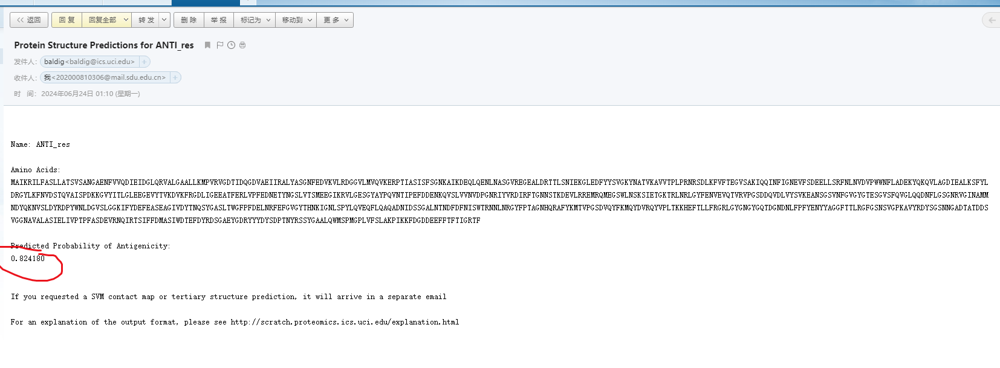 << 返回 回 复 回复全部 转 发 删 除 举 报 标记为 移动到 更 多
Protein Structure Predictions for ANTI_res
发件人: baldig<baldig@ics.uci.edu> +
收件人: 我<202000810306@mail.sdu.edu.cn> +
时 间: 2024年06月24日 01:10 (星期一)
Name: ANTI_res
Amino Acids:
MAIKRILFASLLATSVSANGAENFVVQDIEIDGLQRVALGAALLKMPVRVGDTIDQGDVAEIIRALYASGNFEDVKVLRDGGVLMVQVKERPTIASISFSGNKAIKDEQLQENLNASGVREGEALDRTTLSNIEKGLEDFYYSVGKYNATVKAVVTPLPRNRSDLKFVFTEGVSAKIQQINFIGNEVFSDEELLSRFNLNVDVPWWNFLADEKYQKQVLAGDIEALKSFYL
DRGYLKFNVDSTQVAISPDKKGVYITLGLEEGEVYTVKDVKFRGDLIGEEATFERLVPFEDNETYNGSLVTSMEEGIKRVLGESGYAYPQVNTIPEFDDENKQVSLVVNVDPGNRIYVRDIRFTGNNSTKDEVLRREMRQMEGSWLNSKSIETGKTRLNRLGYFENVEVQTVRVPGSDDQVDLVYSVKEANSGSVNFGVGYGTESGVSFQVGLQQDNFLGSGNRVGINAMM
NDYQKNVSLDYRDPYWNLDGVSLGGKIFYDEFEASEAGIVDYTNQSYGASLTWGFPFDELNRFEFGVGYTHNKIGNLSPYLQVEQFLQAQADNIDSSGALNTNDFDFNISWTRNNLNRGYFPTAGNHQRAFYKMTVPGSDVQYFKMQYDVRQYVPLTKKHEFTLLFRGRLGYGNGYGQTDGNDNLFPFYENYYAGGFTTLRGFGSNSVGPKAVYRDYSGSNNGADTATDDS
VGGNAVALASIELIVPTPFASDEVRNQIRTSIFFDMASIWDTEFDYRDSGAEYGDRYYYDYSDPTNYRSSYGAALQWMSPMGPLVFSLAKPIKKFDGDDEEFFTFTIGRTF
Predicted Probability of Antigenicity:
0.824180
If you requested a SVM contact map or tertiary structure prediction, it will arrive in a separate email
For an explanation of the output format, please see http://scratch.proteomics.ics.uci.edu/explanation.html